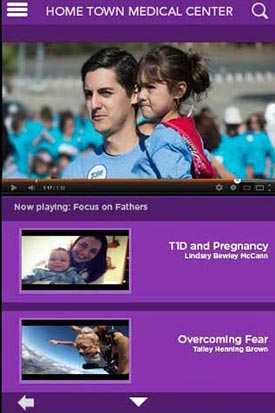 HOME TOWN MEDICAL CENTER
1:17 / 1:30
Now playing: Focus on Fathers
T1D and Pregnancy
Lindsey Bewley McCann
Overcoming Fear
Talley Henning Brown